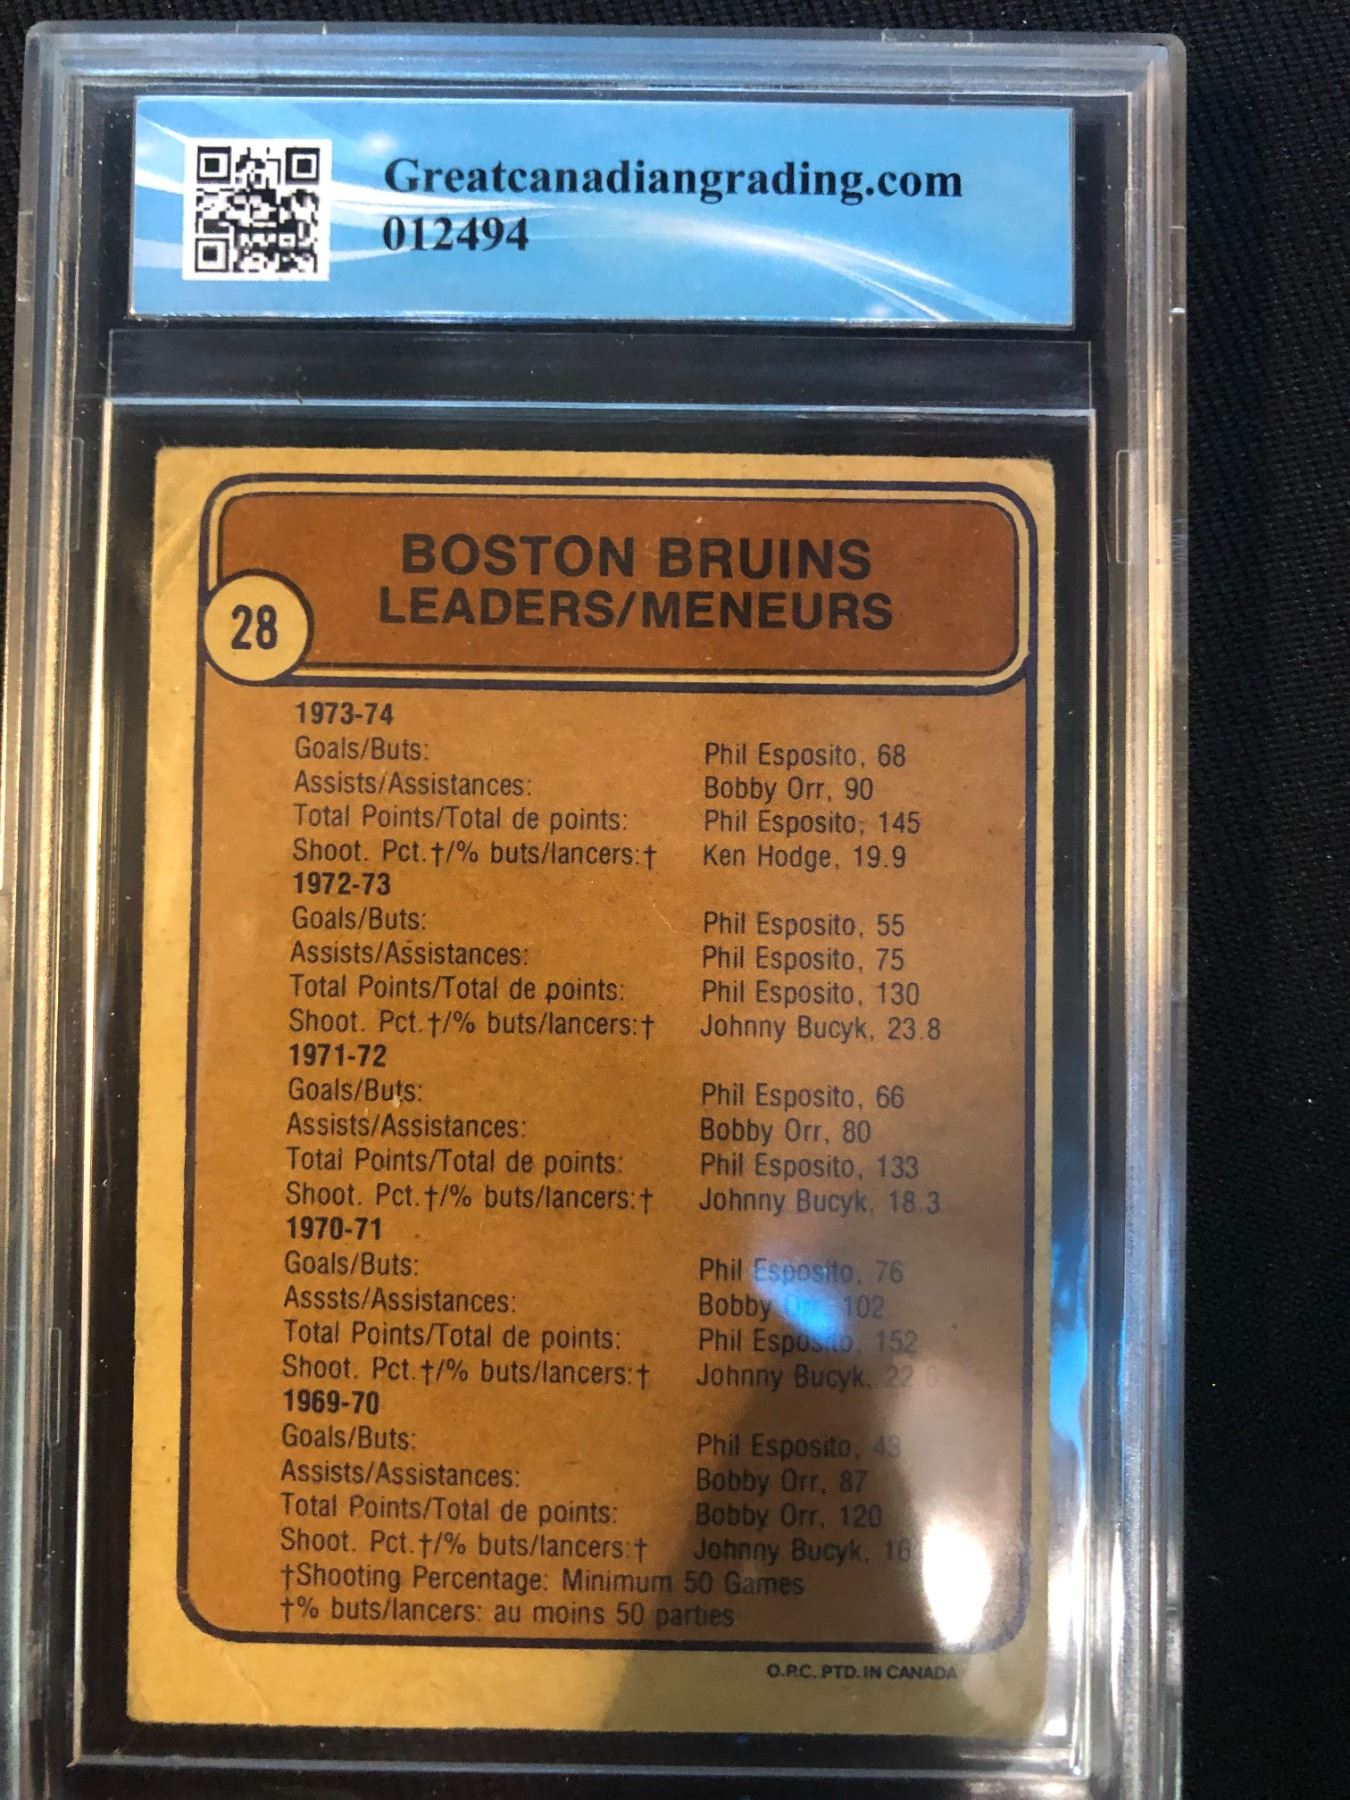 Greatcanadiangrading.com
012494
BOSTON BRUINS
LEADERS/MENEURS
28
1973-74
Goals/Buts: Phil Esposito, 68
Assists/Assistances: Bobby Orr, 90
Total Points/Total de points: Phil Esposito, 145
Shoot. Pct.†/% buts/lancers:† Ken Hodge, 19.9
1972-73
Goals/Buts: Phil Esposito, 55
Assists/Assistances: Phil Esposito, 75
Total Points/Total de points: Phil Esposito, 130
Shoot. Pct.†/% buts/lancers:† Johnny Bucyk, 23.8
1971-72
Goals/Buts: Phil Esposito, 66
Assists/Assistances: Bobby Orr, 80
Total Points/Total de points: Phil Esposito, 133
Shoot. Pct.†/% buts/lancers:† Johnny Bucyk, 18.3
1970-71
Goals/Buts: Phil Esposito, 76
Asssts/Assistances: Bobby Orr, 102
Total Points/Total de points: Phil Esposito, 152
Shoot. Pct.†/% buts/lancers:† Johnny Bucyk,
1969-70
Goals/Buts: Phil Esposito, 43
Assists/Assistances: Bobby Orr, 87
Total Points/Total de points: Bobby Orr, 120
Shoot. Pct.†/% buts/lancers:† Johnny Bucyk,
†Shooting Percentage: Minimum 50 Games
†% buts/lancers: au moins 50 parties
O.P.C. PTD. IN CANADA